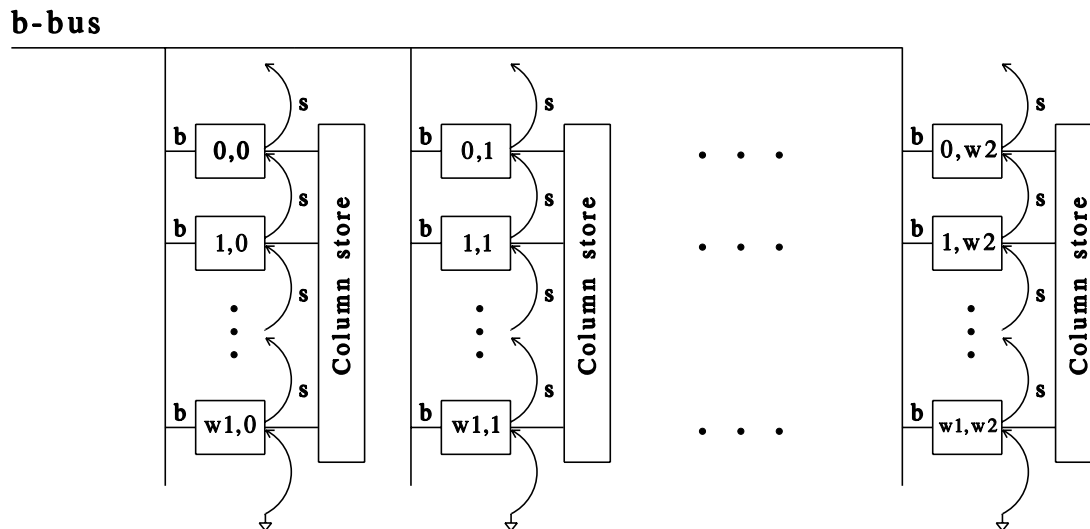 b-bus
s s s
b 0,0 b 0,1 b 0,w2
s s s
b 1,0 b 1,1 b 1,w2
s s s
Column store Column store Column store
s s s
b w1,0 b w1,1 b w1,w2